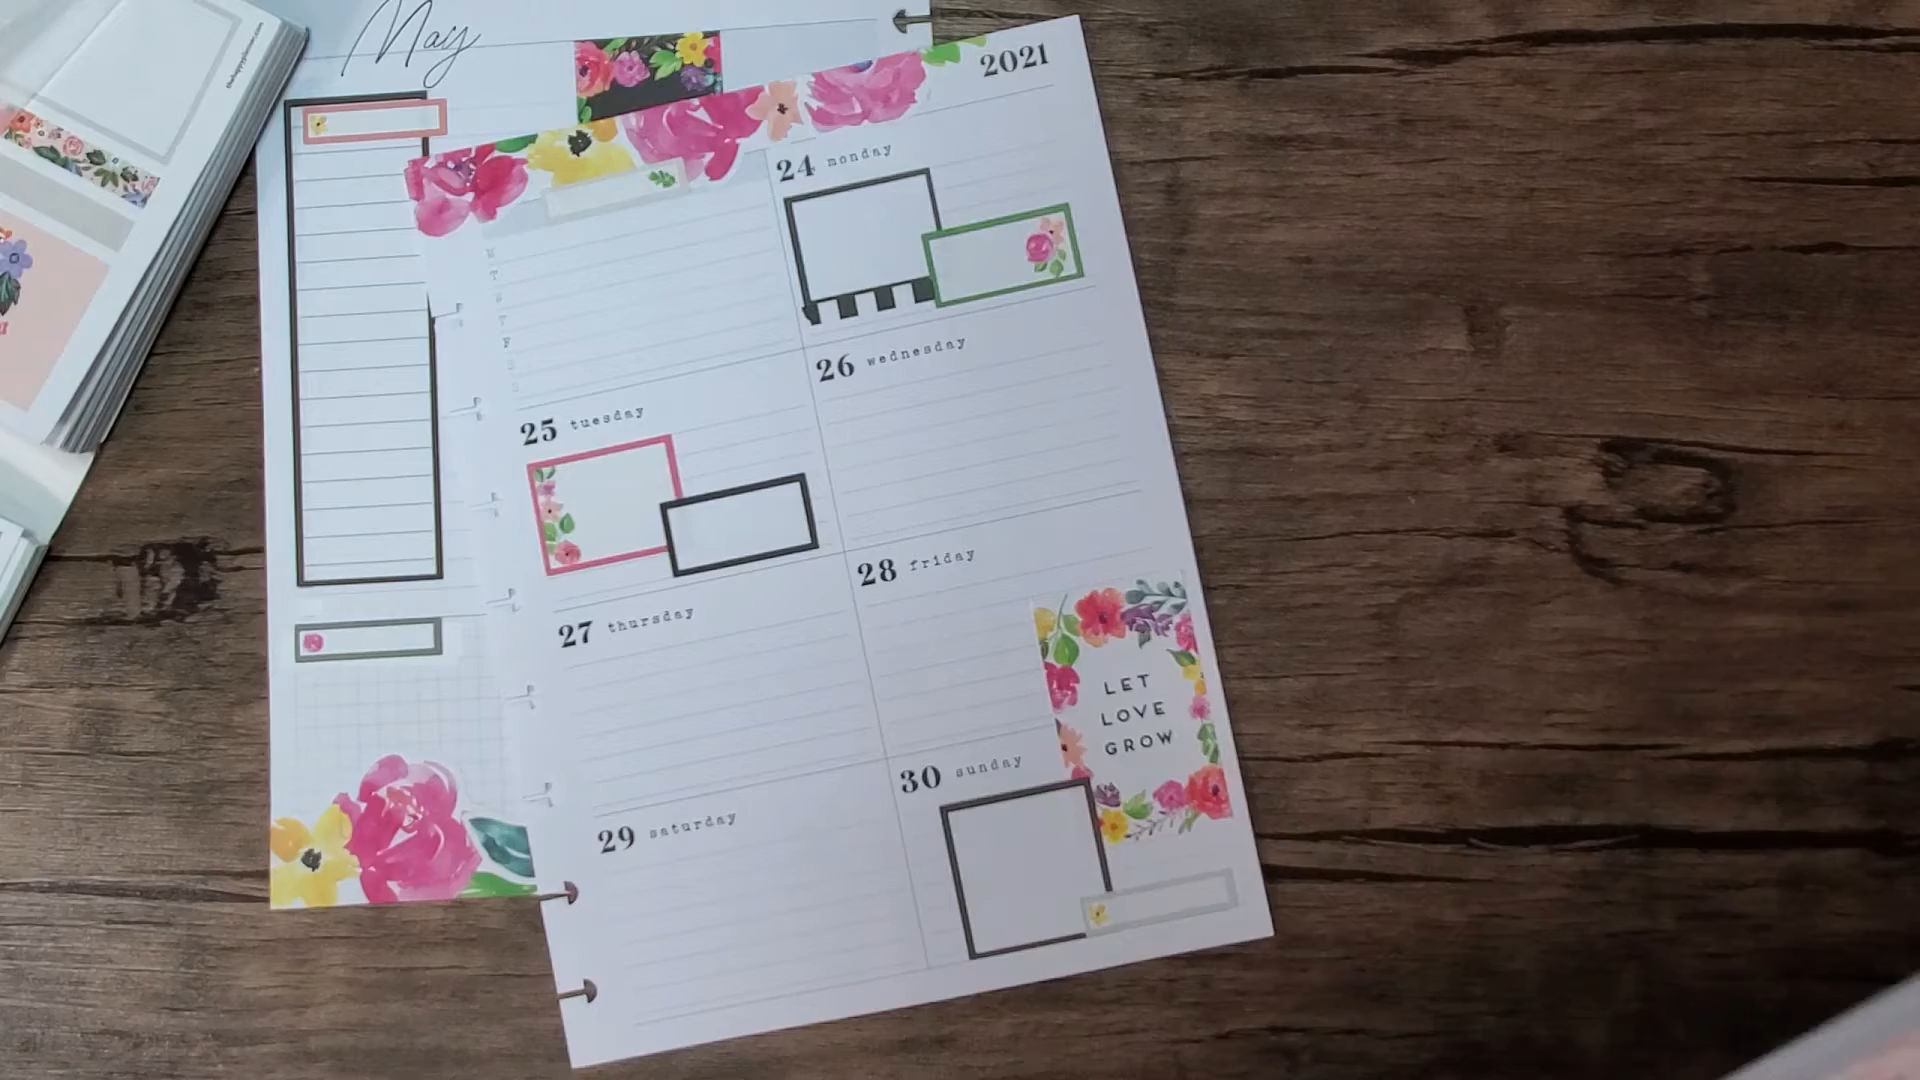 May
2021
24 monday
M
T
S
T
F
S
S
25 tuesday
26 wednesday
27 thursday
28 friday
LET
LOVE
GROW
29 saturday
30 sunday